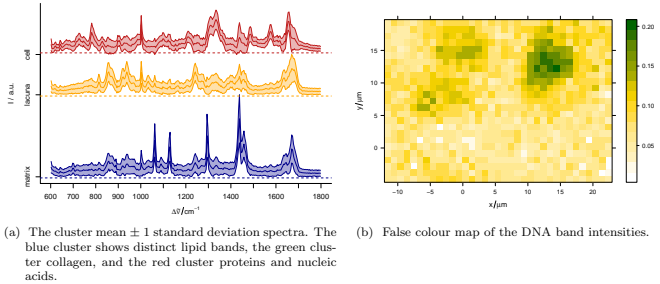 cell
lacuna
matrix
I / a.u.
600 700 800 900 1000 1200 1300 1400 1500 1600 1800
Δν̃/cm⁻¹
15
10
5
0
y/µm
-10 -5 0 5 10 15 20
x/µm
0.20
0.15
0.10
0.05
(a) The cluster mean ± 1 standard deviation spectra. The
blue cluster shows distinct lipid bands, the green clus-
ter collagen, and the red cluster proteins and nucleic
acids.
(b) False colour map of the DNA band intensities.